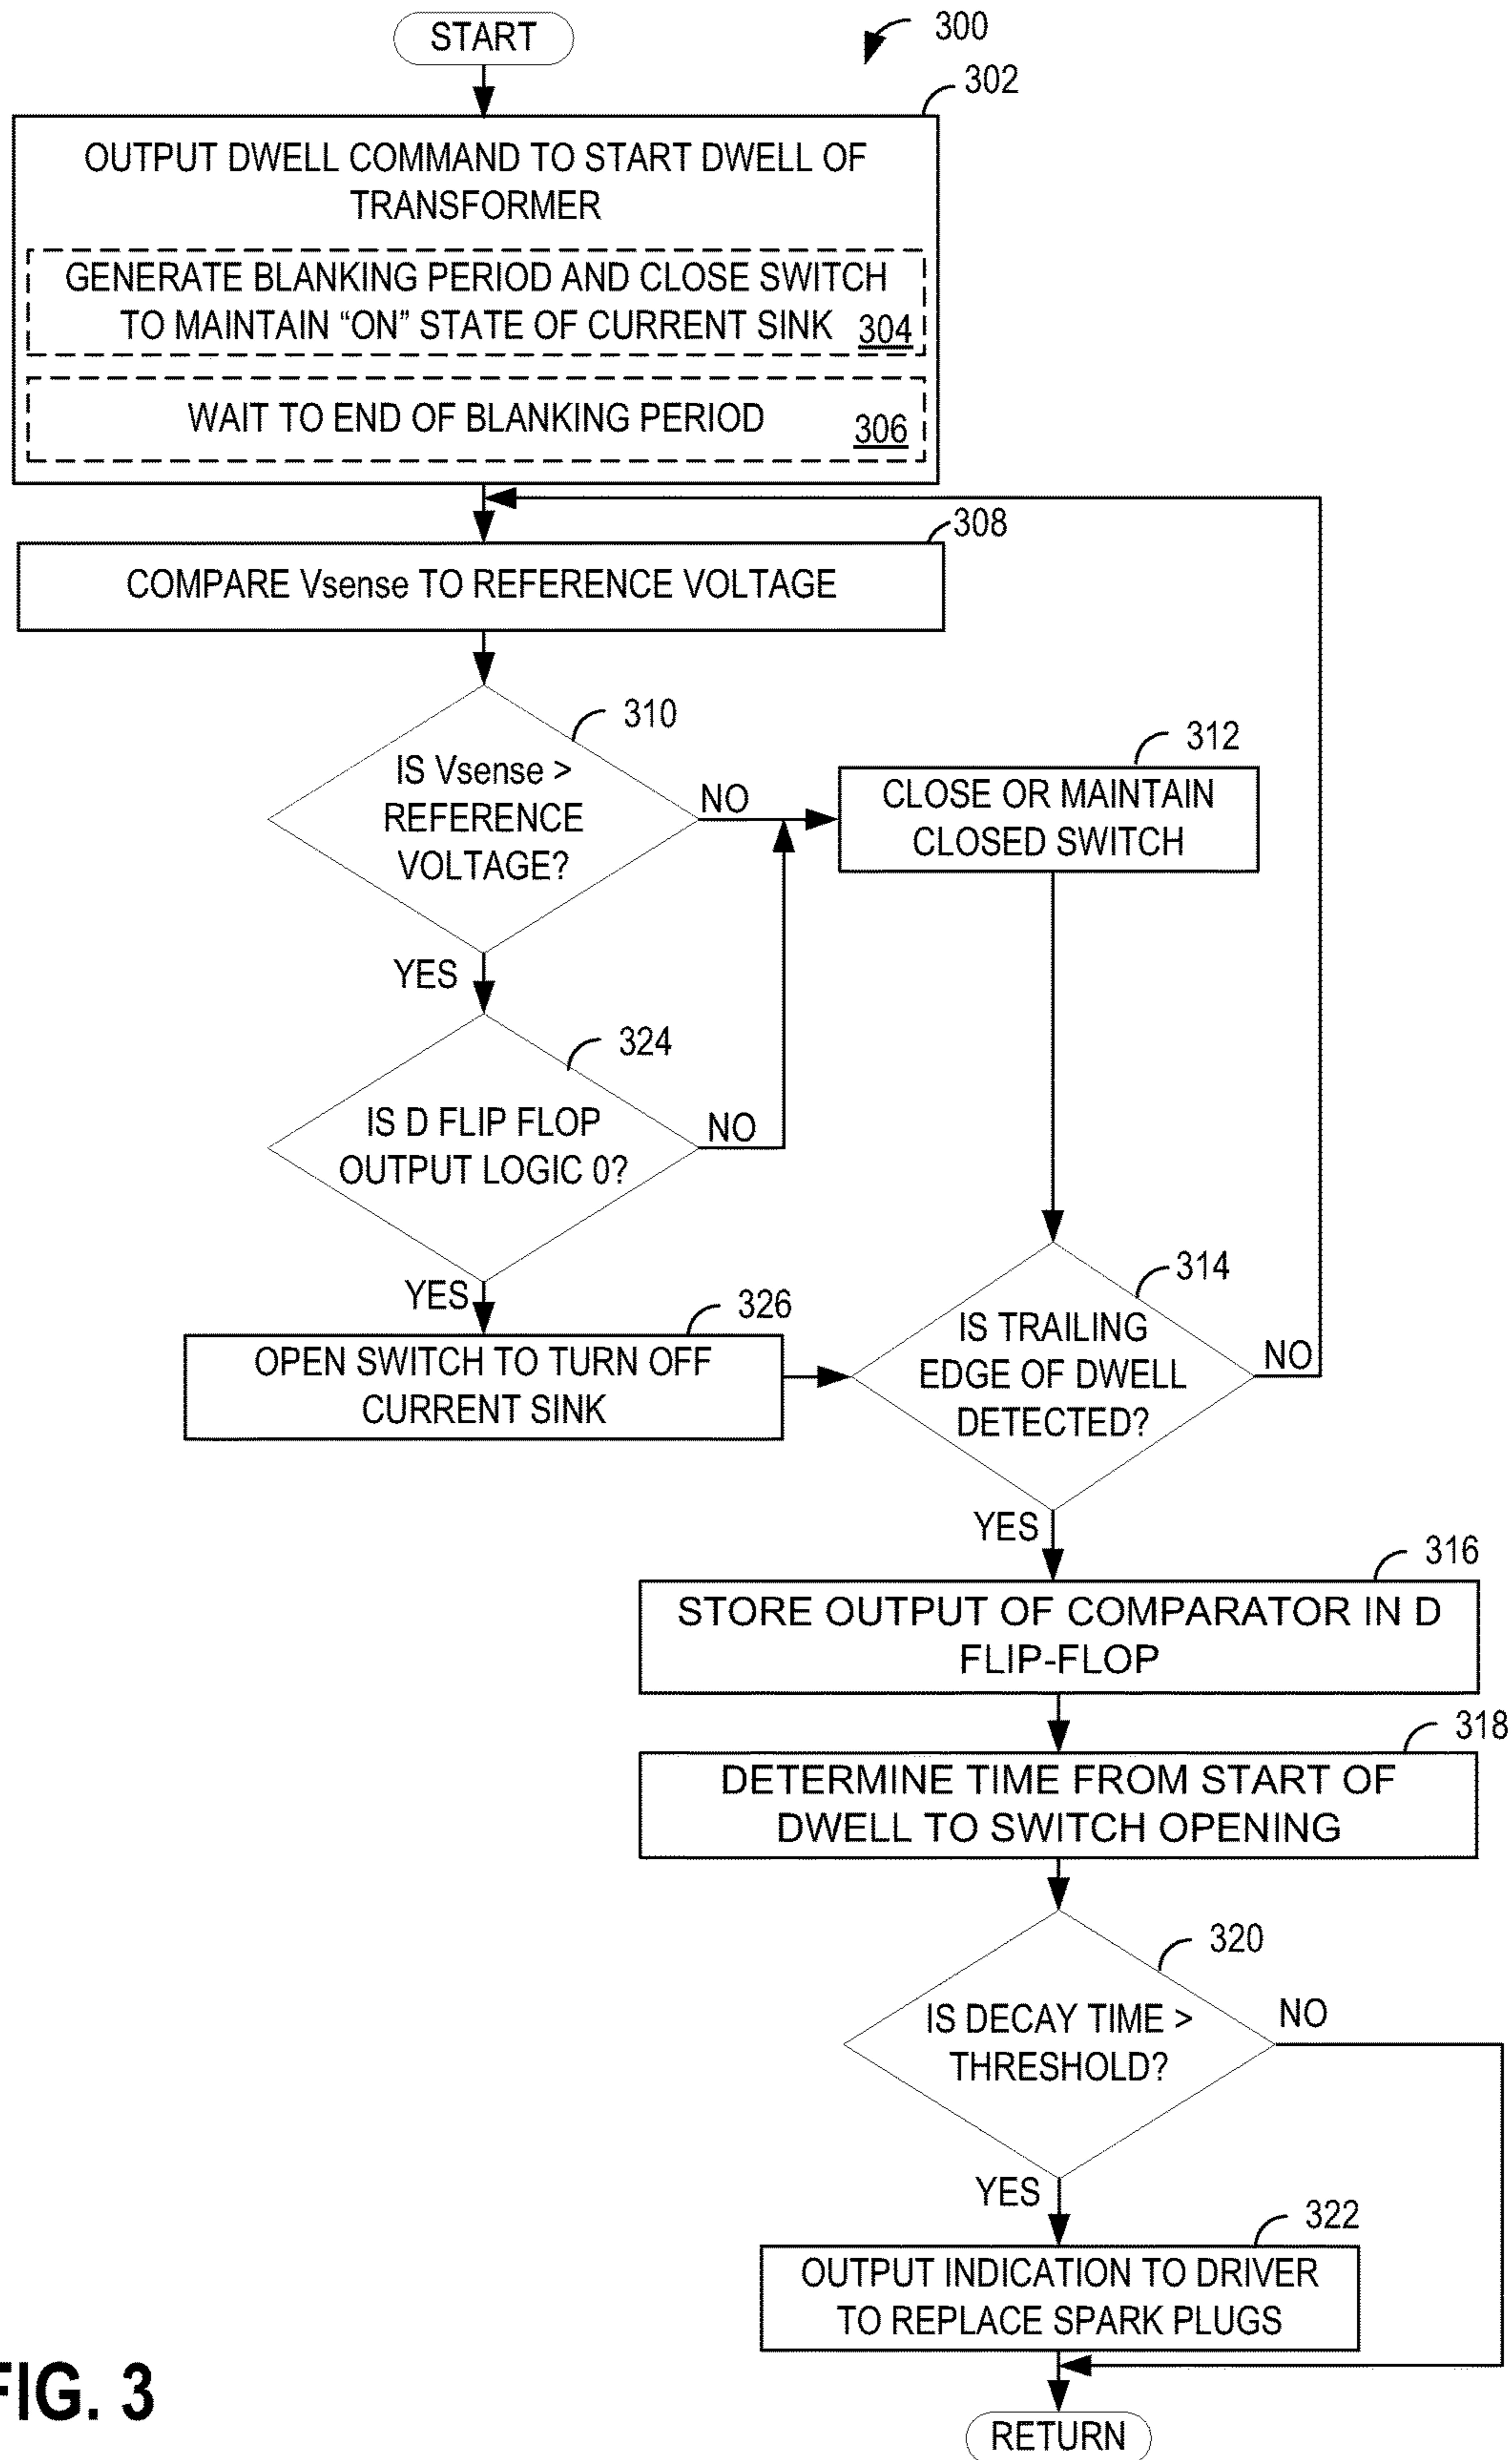 START
300
302
OUTPUT DWELL COMMAND TO START DWELL OF
TRANSFORMER
GENERATE BLANKING PERIOD AND CLOSE SWITCH
TO MAINTAIN “ON” STATE OF CURRENT SINK 304
WAIT TO END OF BLANKING PERIOD 306
308
COMPARE Vsense TO REFERENCE VOLTAGE
310
IS Vsense >
REFERENCE
VOLTAGE?
NO
312
CLOSE OR MAINTAIN
CLOSED SWITCH
YES
324
IS D FLIP FLOP
OUTPUT LOGIC 0?
NO
YES
326
OPEN SWITCH TO TURN OFF
CURRENT SINK
314
IS TRAILING
EDGE OF DWELL
DETECTED?
NO
YES
316
STORE OUTPUT OF COMPARATOR IN D
FLIP-FLOP
318
DETERMINE TIME FROM START OF
DWELL TO SWITCH OPENING
320
IS DECAY TIME >
THRESHOLD?
NO
YES
322
OUTPUT INDICATION TO DRIVER
TO REPLACE SPARK PLUGS
RETURN
FIG. 3